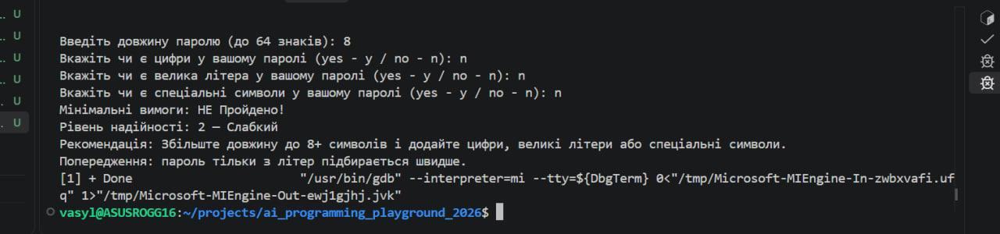 U
Введіть довжину паролю (до 64 знаків): 8
.. U
Вкажіть чи є цифри у вашому паролі (yes - y / no - n): n
.. U
Вкажіть чи є велика літера у вашому паролі (yes - y / no - n): n
.. U
Вкажіть чи є спеціальні символи у вашому паролі (yes - y / no - n): n
. U
Мінімальні вимоги: НЕ Пройдено!
. U
Рівень надійності: 2 — Слабкий
Рекомендація: Збільште довжину до 8+ символів і додайте цифри, великі літери або спеціальні символи.
Попередження: пароль тільки з літер підбирається швидше.
[1] + Done "/usr/bin/gdb" --interpreter=mi --tty=${DbgTerm} 0<"/tmp/Microsoft-MIEngine-In-zwbxvafi.uf
q" 1>"/tmp/Microsoft-MIEngine-Out-ewj1gjhj.jvk"
vasyl@ASUSROGG16:~/projects/ai_programming_playground_2026$